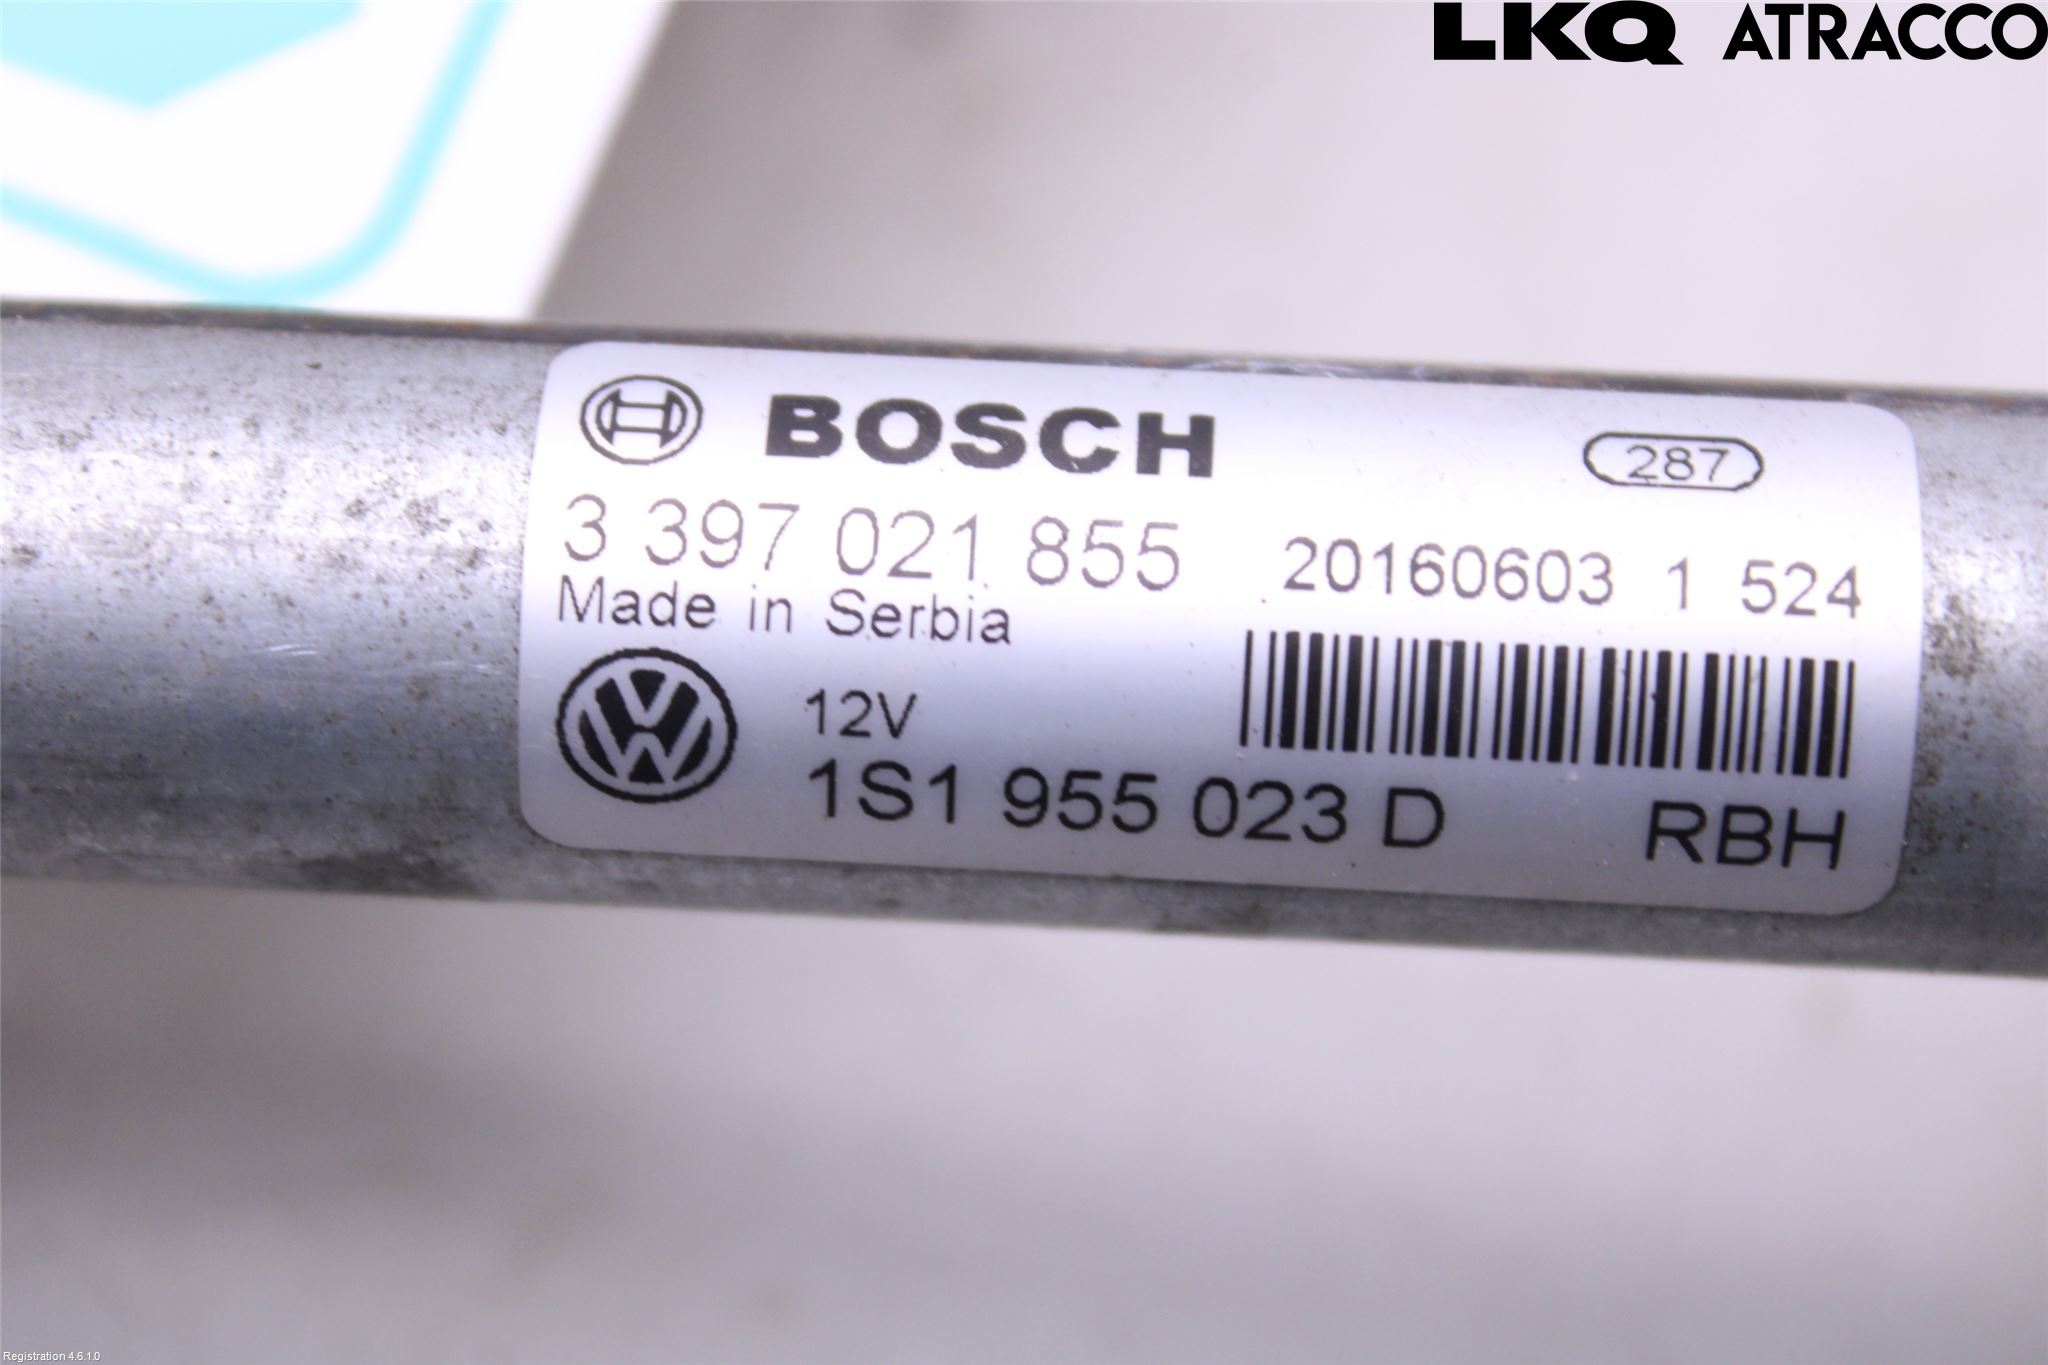 LKQ ATRACCO
BOSCH
287
3 397 021 855 20160603 1 524
Made in Serbia
12V
1S1 955 023 D RBH
Registration 4.6.1.0